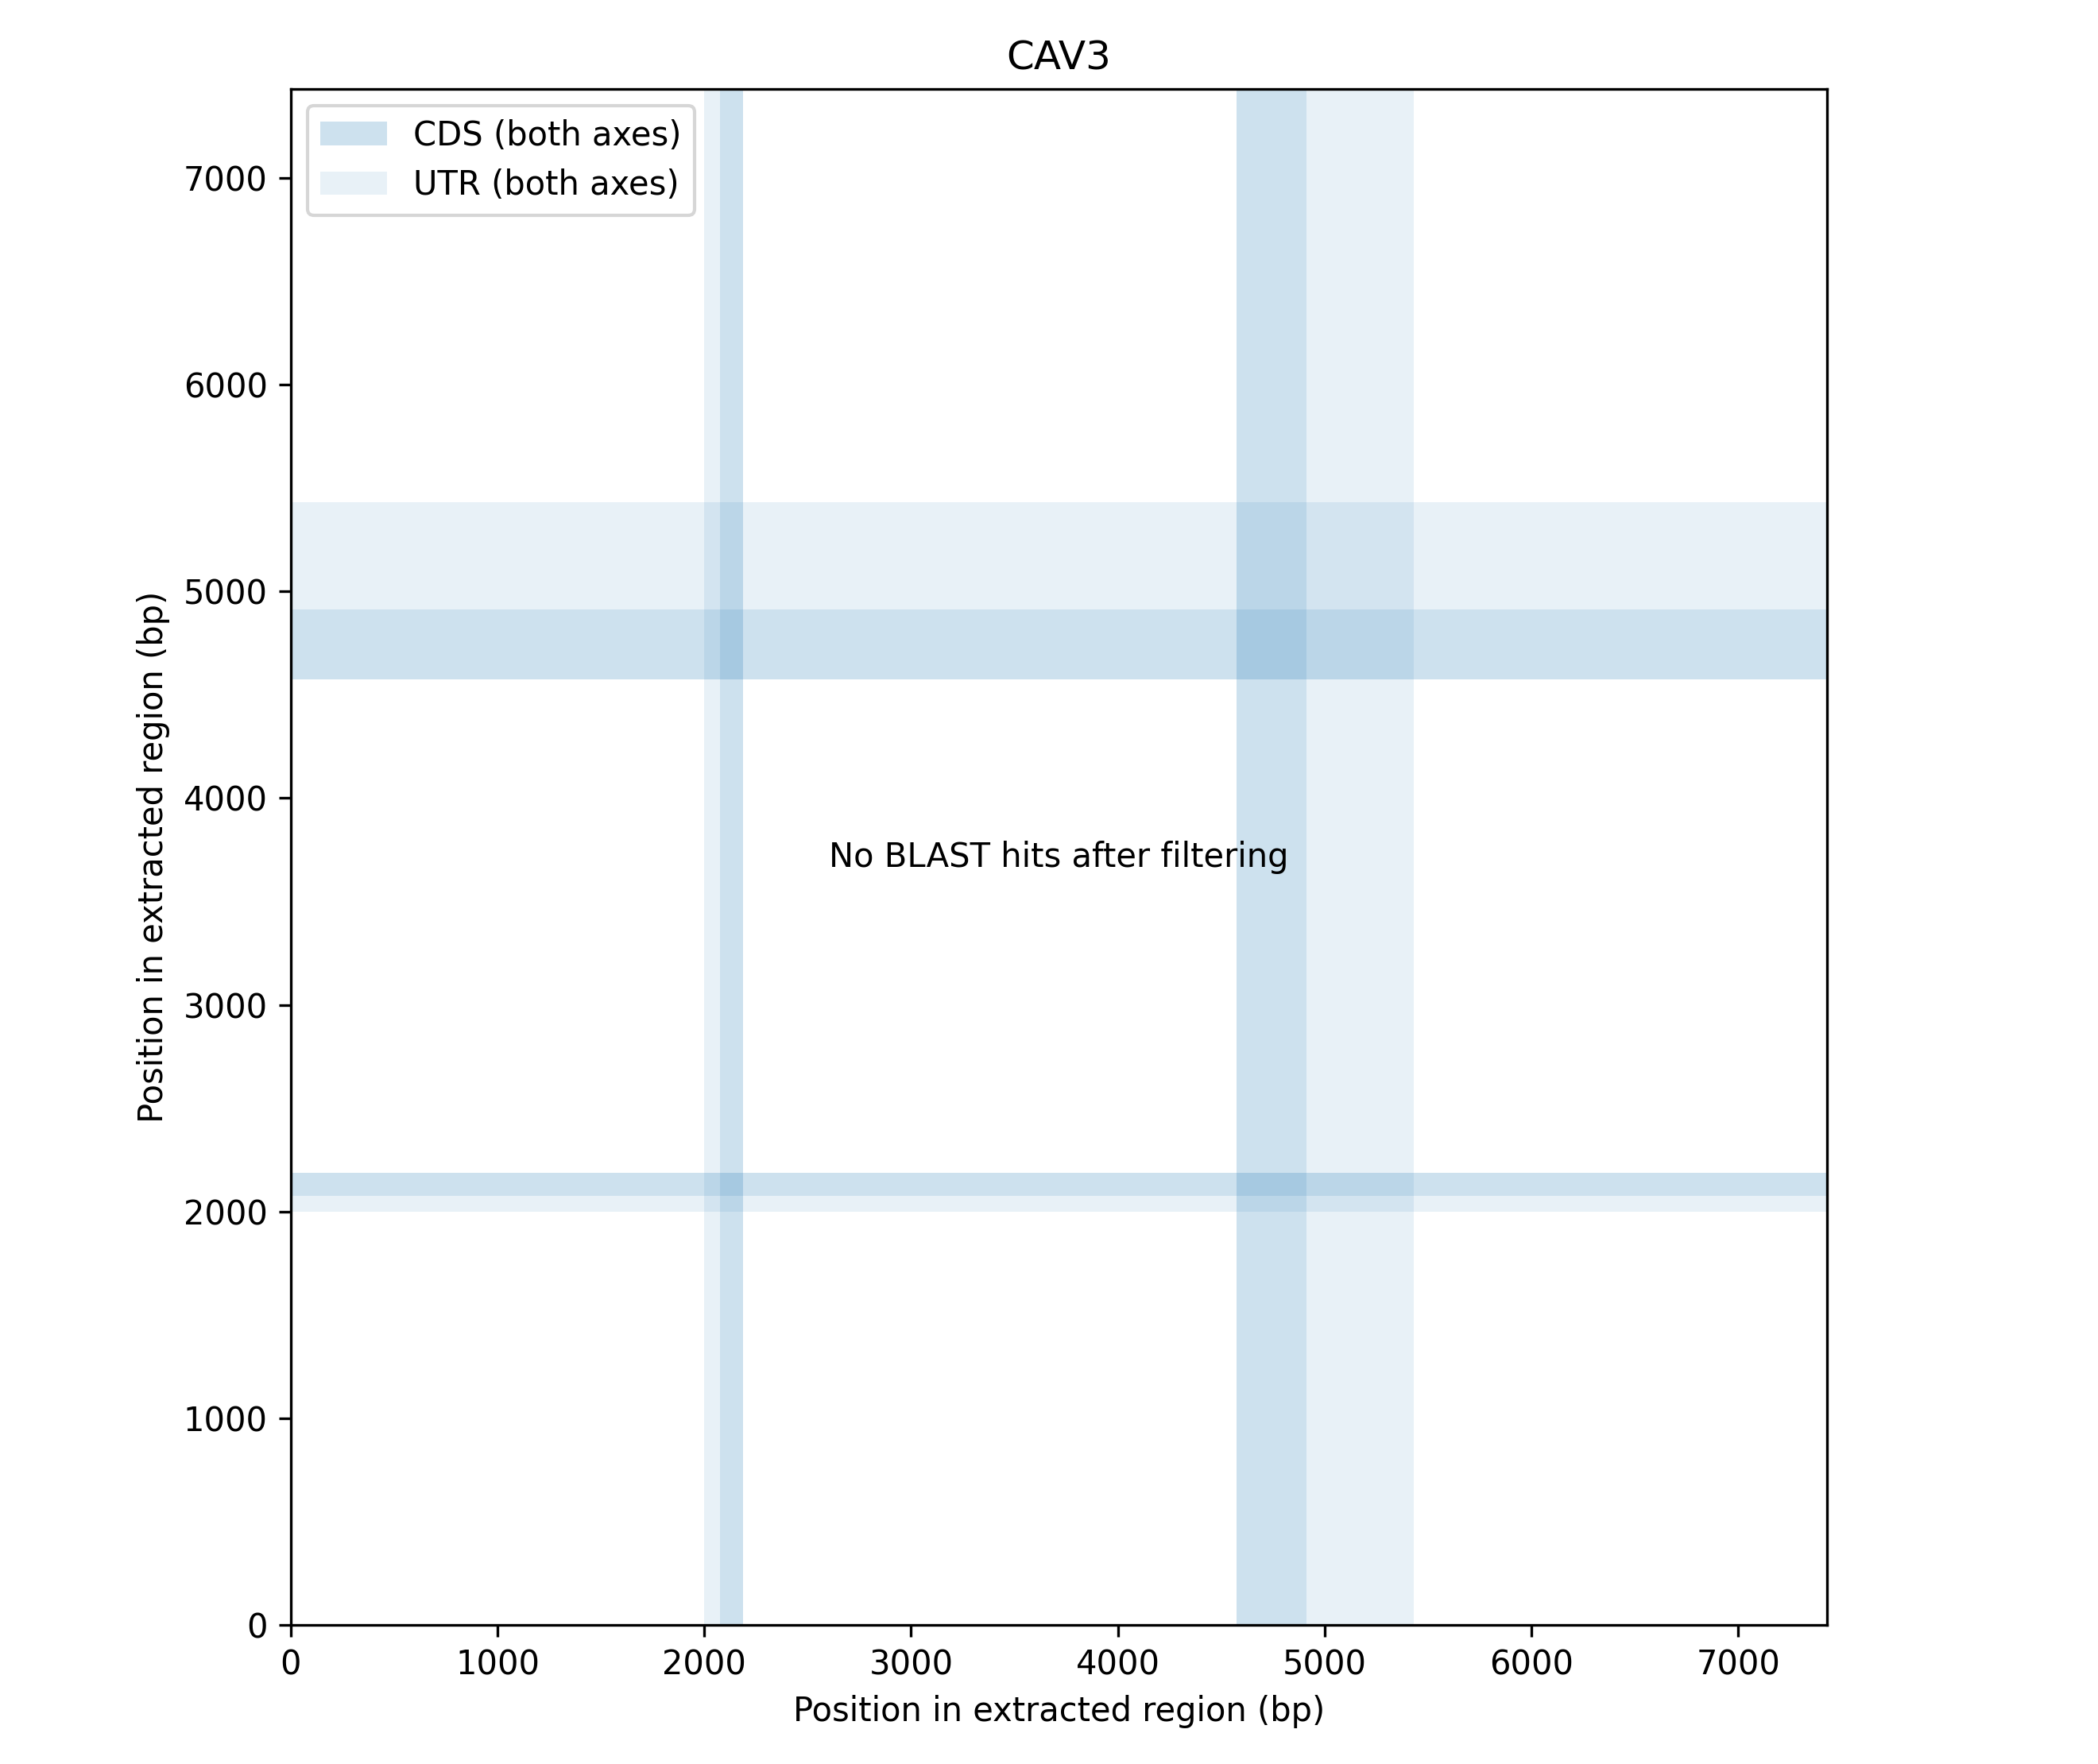 CAV3
CDS (both axes)
UTR (both axes)
7000
6000
5000
4000
3000
2000
1000
0
Position in extracted region (bp)
No BLAST hits after filtering
0 1000 2000 3000 4000 5000 6000 7000
Position in extracted region (bp)